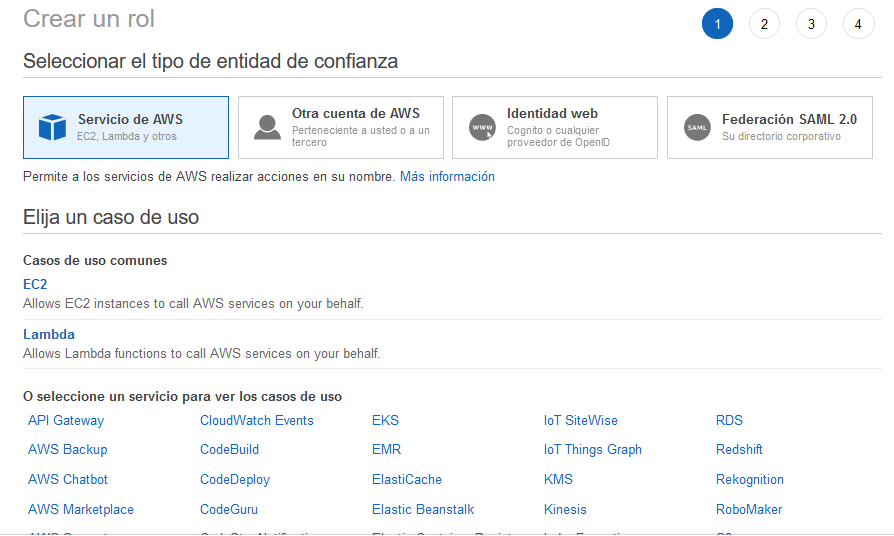 Crear un rol
1 2 3 4
Seleccionar el tipo de entidad de confianza
Servicio de AWS
EC2, Lambda y otros
Otra cuenta de AWS
Perteneciente a usted o a un
tercero
WWW
Identidad web
Cognito o cualquier
proveedor de OpenID
SAML
Federación SAML 2.0
Su directorio corporativo
Permite a los servicios de AWS realizar acciones en su nombre. Más información
Elija un caso de uso
Casos de uso comunes
EC2
Allows EC2 instances to call AWS services on your behalf.
Lambda
Allows Lambda functions to call AWS services on your behalf.
O seleccione un servicio para ver los casos de uso
API Gateway CloudWatch Events EKS IoT SiteWise RDS
AWS Backup CodeBuild EMR IoT Things Graph Redshift
AWS Chatbot CodeDeploy ElastiCache KMS Rekognition
AWS Marketplace CodeGuru Elastic Beanstalk Kinesis RoboMaker